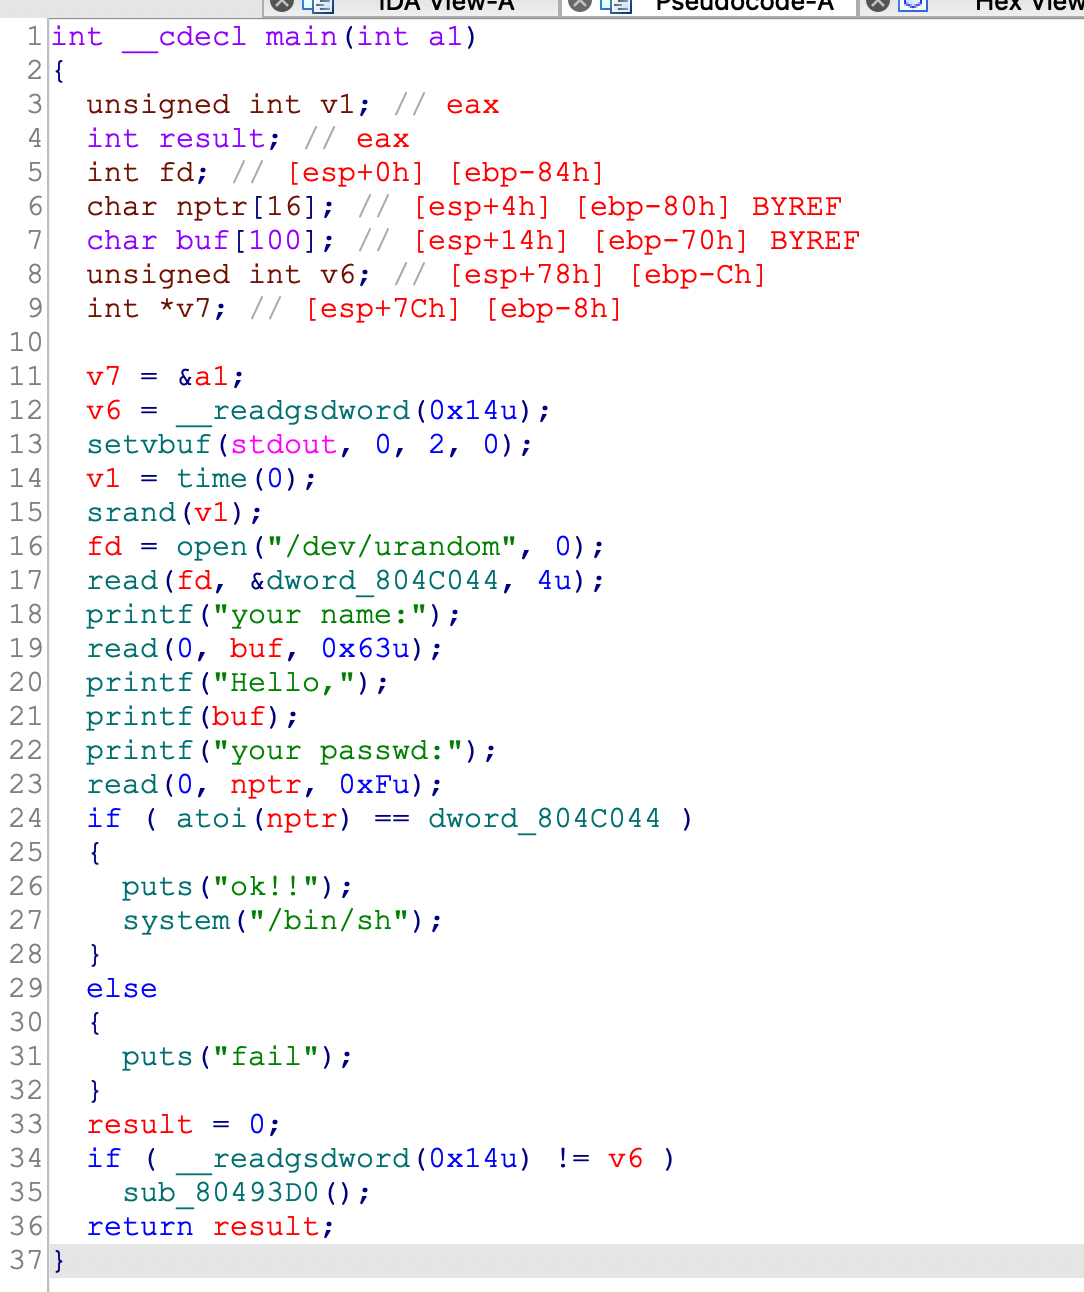 IDA View-A Pseudocode-A Hex View
1 int __cdecl main(int a1)
2 {
3   unsigned int v1; // eax
4   int result; // eax
5   int fd; // [esp+0h] [ebp-84h]
6   char nptr[16]; // [esp+4h] [ebp-80h] BYREF
7   char buf[100]; // [esp+14h] [ebp-70h] BYREF
8   unsigned int v6; // [esp+78h] [ebp-Ch]
9   int *v7; // [esp+7Ch] [ebp-8h]
10
11   v7 = &a1;
12   v6 = __readgsdword(0x14u);
13   setvbuf(stdout, 0, 2, 0);
14   v1 = time(0);
15   srand(v1);
16   fd = open("/dev/urandom", 0);
17   read(fd, &dword_804C044, 4u);
18   printf("your name:");
19   read(0, buf, 0x63u);
20   printf("Hello,");
21   printf(buf);
22   printf("your passwd:");
23   read(0, nptr, 0xFu);
24   if ( atoi(nptr) == dword_804C044 )
25   {
26     puts("ok!!");
27     system("/bin/sh");
28   }
29   else
30   {
31     puts("fail");
32   }
33   result = 0;
34   if ( __readgsdword(0x14u) != v6 )
35     sub_80493D0();
36   return result;
37 }